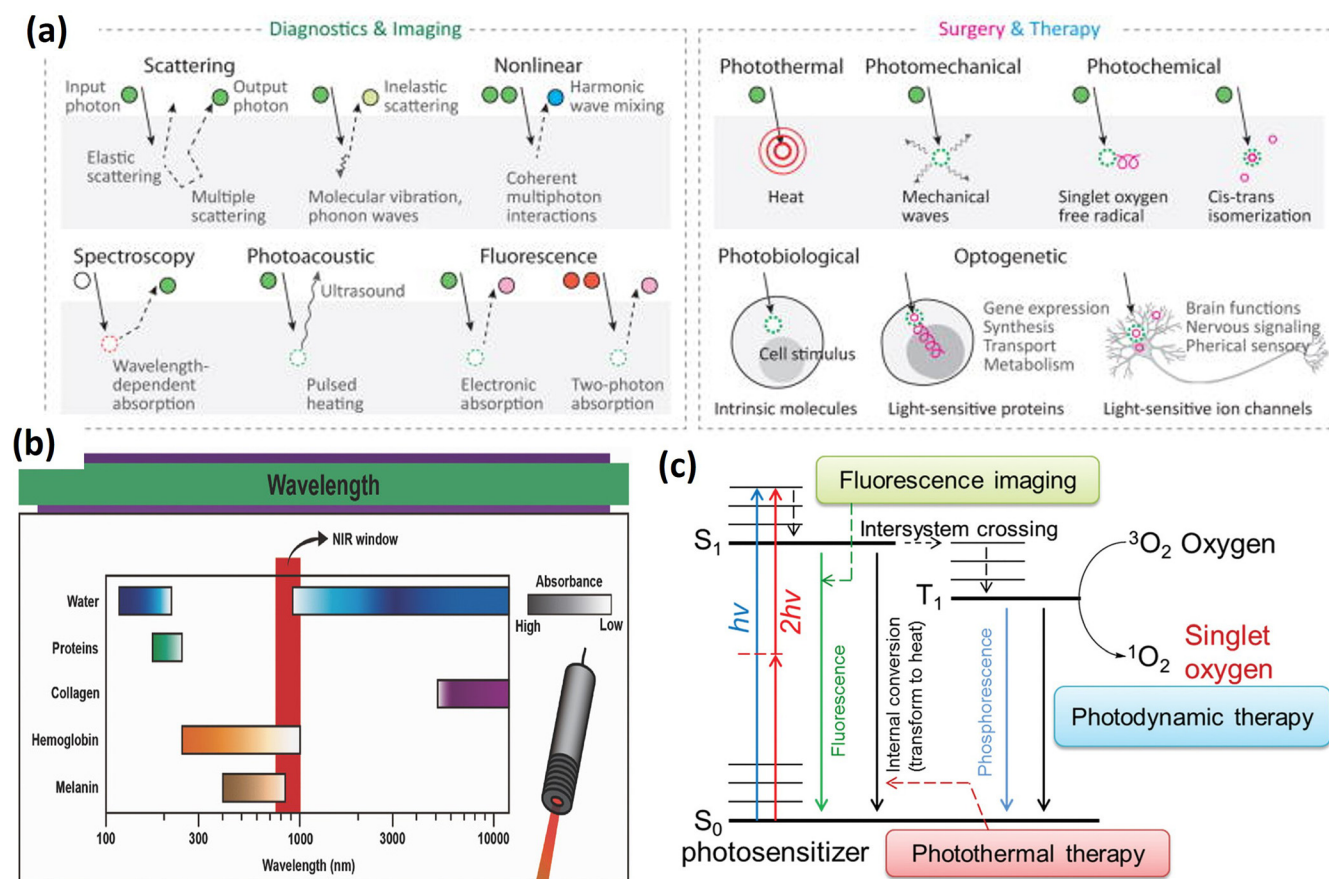 (a)
Diagnostics & Imaging
Scattering
Input
photon
Output
photon
Elastic
scattering
Multiple
scattering
Inelastic
scattering
Molecular vibration,
phonon waves
Nonlinear
Harmonic
wave mixing
Coherent
multiphoton
interactions
Spectroscopy
Wavelength-
dependent
absorption
Photoacoustic
Ultrasound
Pulsed
heating
Fluorescence
Electronic
absorption
Two-photon
absorption
Surgery & Therapy
Photothermal
Heat
Photomechanical
Mechanical
waves
Photochemical
Singlet oxygen
free radical
Cis-trans
isomerization
Photobiological
Cell stimulus
Intrinsic molecules
Optogenetic
Gene expression
Synthesis
Transport
Metabolism
Light-sensitive proteins
Brain functions
Nervous signaling
Pherical sensory
Light-sensitive ion channels
(b)
Wavelength
NIR window
Water
Proteins
Collagen
Hemoglobin
Melanin
Absorbance
High Low
100 300 1000 3000 10000
Wavelength (nm)
(c)
Fluorescence imaging
Intersystem crossing
S1
T1
³O₂ Oxygen
¹O₂ Singlet
oxygen
hv
2hv
Fluorescence
Internal conversion
(transform to heat)
Phosphorescence
Photodynamic therapy
S0
photosensitizer
Photothermal therapy